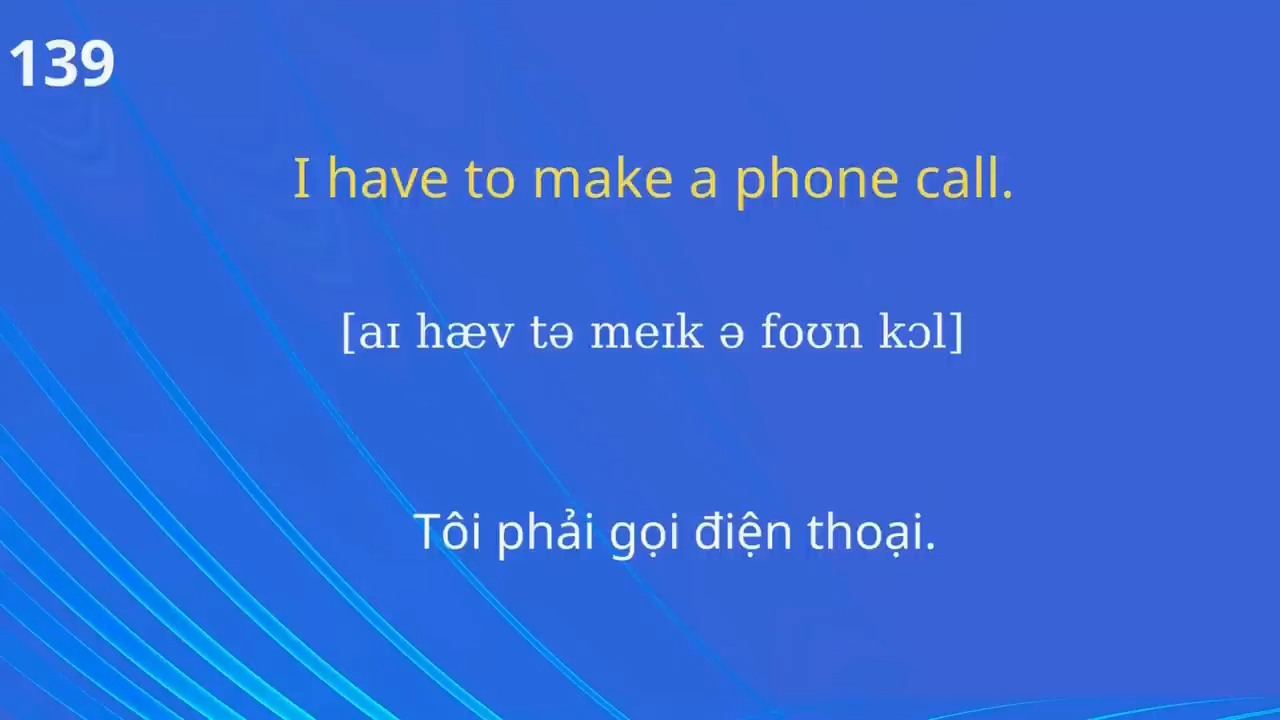 139
I have to make a phone call.
[aɪ hæv tə meɪk ə foʊn kɔl]
Tôi phải gọi điện thoại.